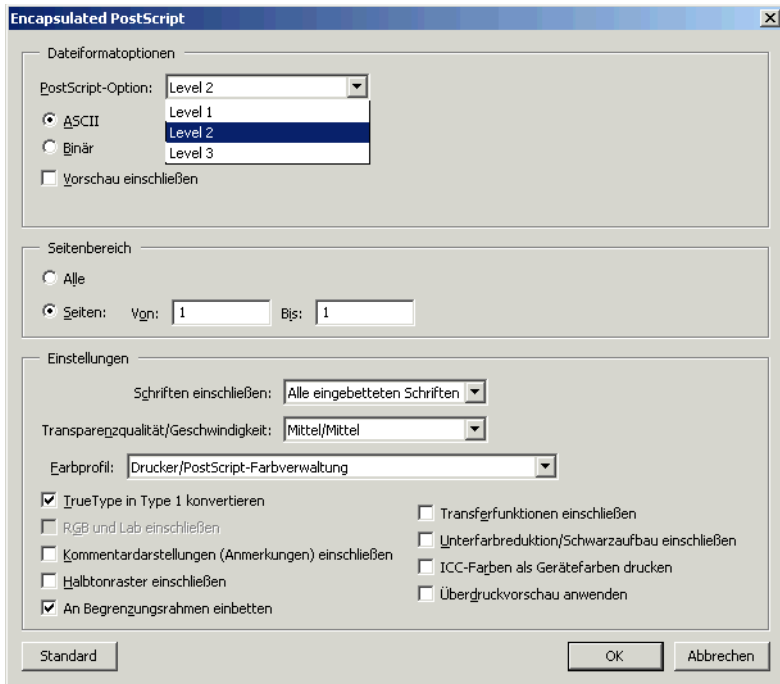 Encapsulated PostScript
Dateiformatoptionen
PostScript-Option: Level 2
Level 1
Level 2
Level 3
ASCII
Binär
Vorschau einschließen
Seitenbereich
Alle
Seiten: Von: 1 Bis: 1
Einstellungen
Schriften einschließen: Alle eingebetteten Schriften
Transparenzqualität/Geschwindigkeit: Mittel/Mittel
Farbprofil: Drucker/PostScript-Farbverwaltung
TrueType in Type 1 konvertieren
RGB und Lab einschließen
Kommentardarstellungen (Anmerkungen) einschließen
Halbtonraster einschließen
An Begrenzungsrahmen einbetten
Transferfunktionen einschließen
Unterfarbreduktion/Schwarzaufbau einschließen
ICC-Farben als Gerätefarben drucken
Überdruckvorschau anwenden
Standard OK Abbrechen